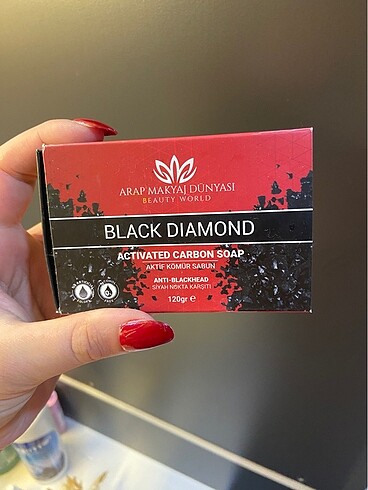 ARAP MAKYAJ DÜNYASI
BEAUTY WORLD
BLACK DIAMOND
ACTIVATED CARBON SOAP
AKTİF KÖMÜR SABUN
ANTI-BLACKHEAD
SİYAH NOKTA KARŞITI
120gr ℮